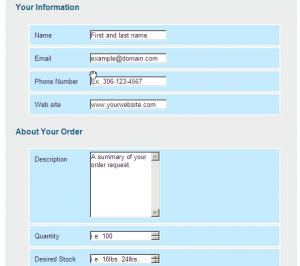 Your Information
Name First and last name
Email example@domain.com
Phone Number Ex. 306-123-4567
Web site www.yourwebsite.com
About Your Order
Description A summary of your
order request.
Quantity i.e. 100
Desired Stock i.e. 16lbs, 24lbs,